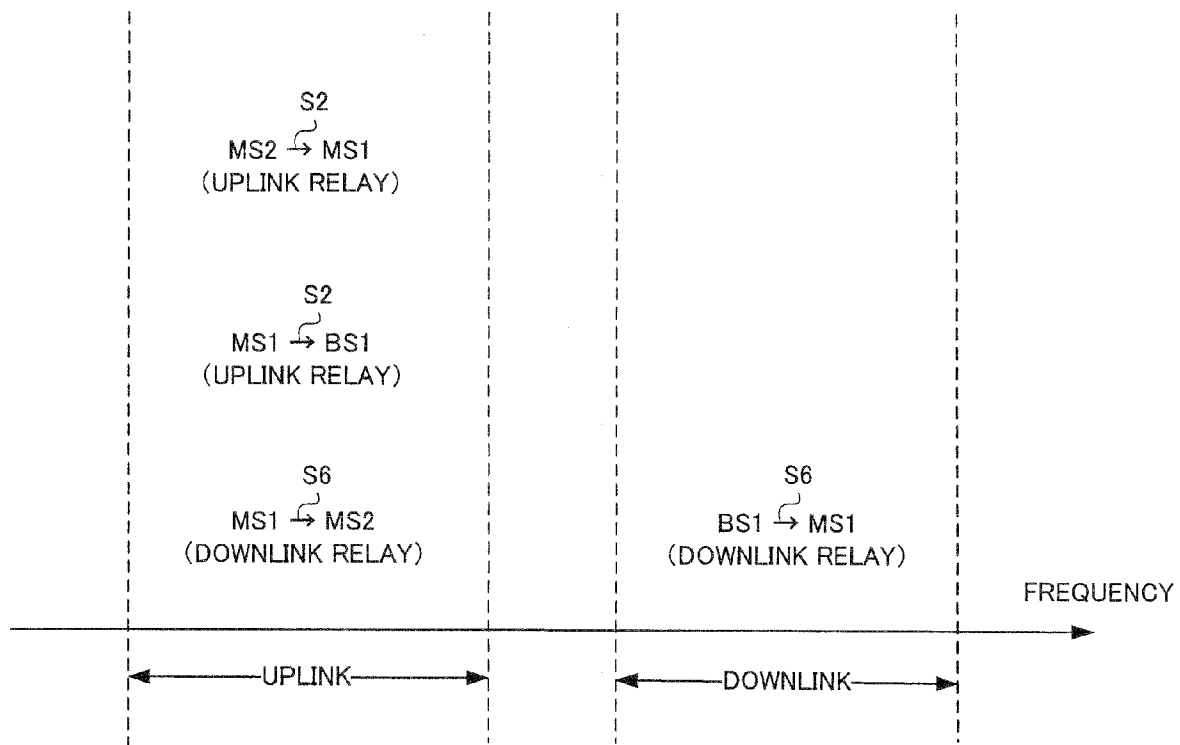 S2
MS2 → MS1
(UPLINK RELAY)
S2
MS1 → BS1
(UPLINK RELAY)
S6
MS1 → MS2
(DOWNLINK RELAY)
S6
BS1 → MS1
(DOWNLINK RELAY)
FREQUENCY
UPLINK
DOWNLINK